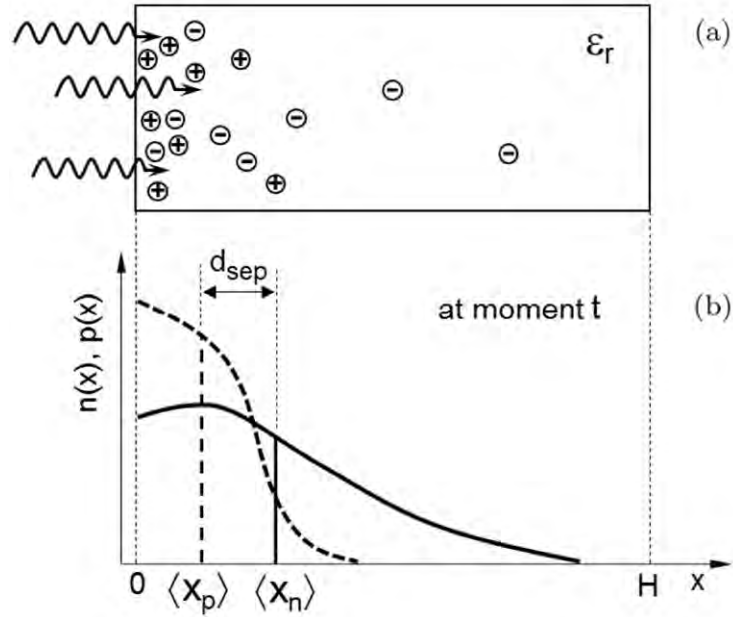 (a)
εr
dsep
n(x), p(x)
at moment t
(b)
0
⟨xp⟩
⟨xn⟩
H
x